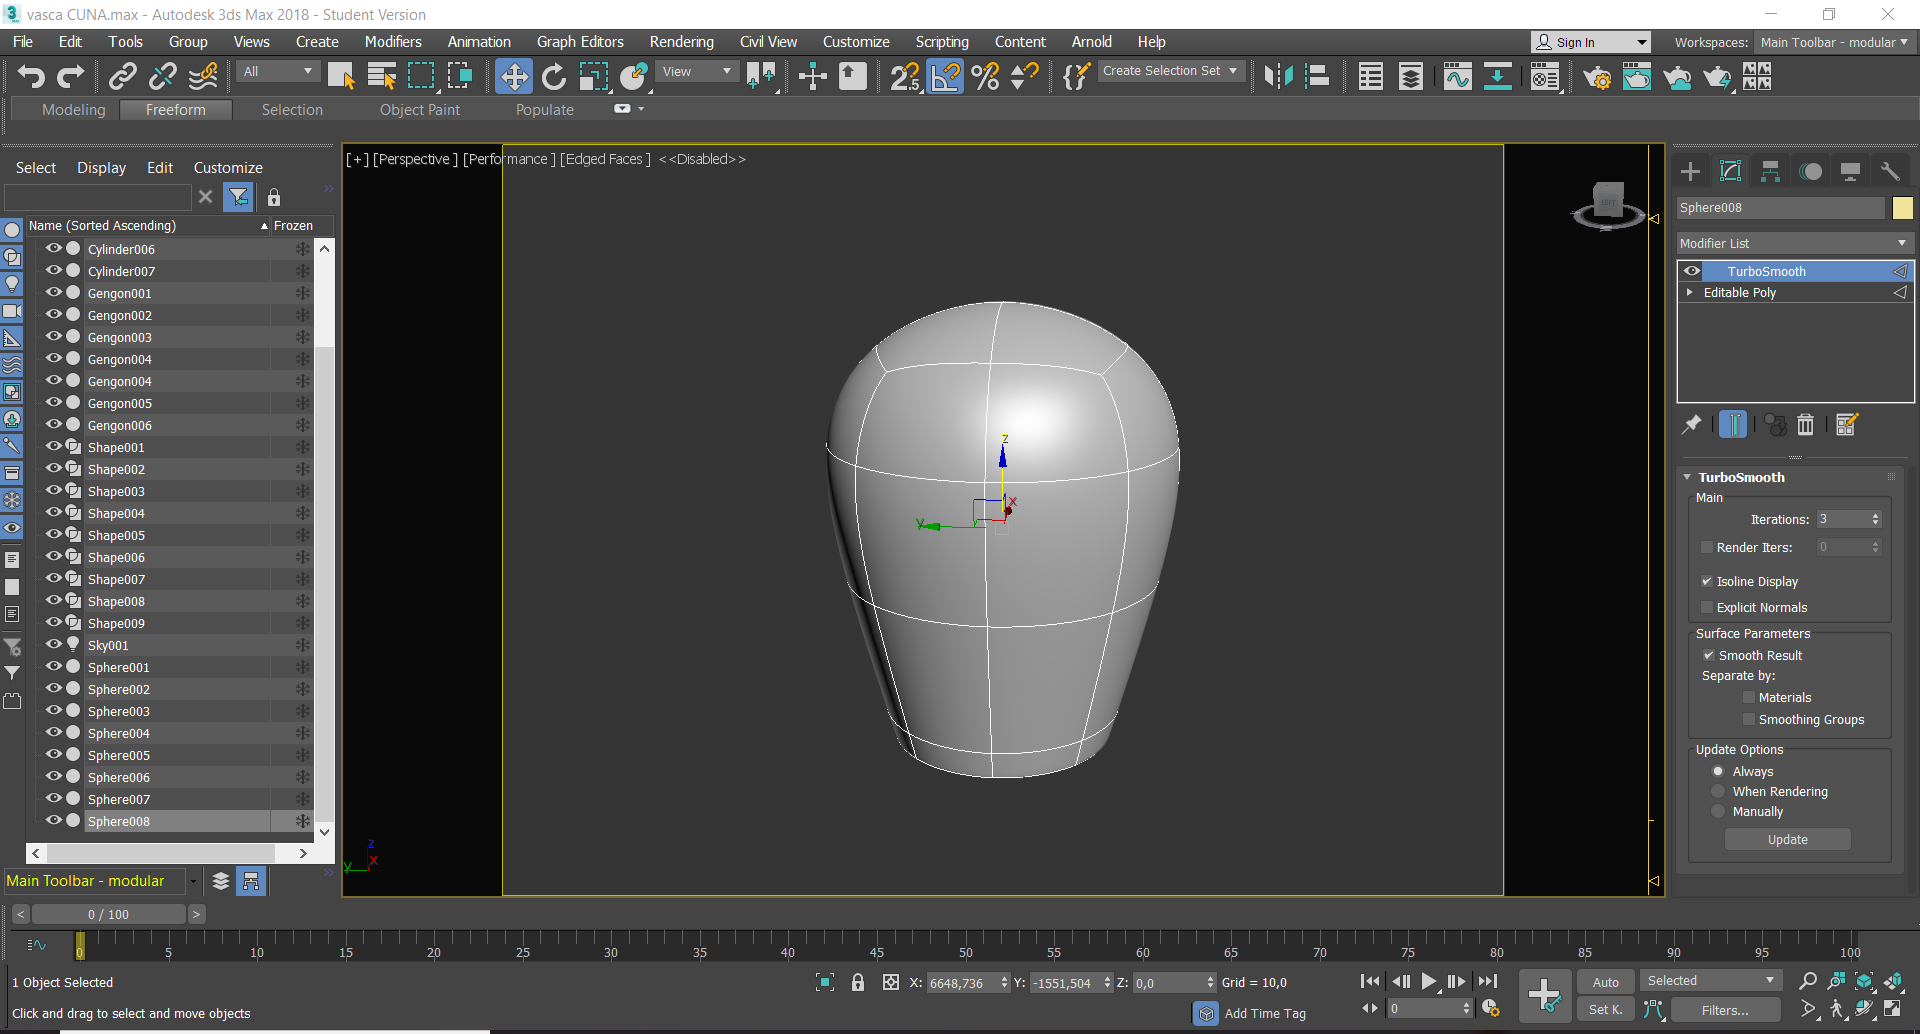 vasca CUNA.max - Autodesk 3ds Max 2018 - Student Version
File Edit Tools Group Views Create Modifiers Animation Graph Editors Rendering Civil View Customize Scripting Content Arnold Help Sign In Workspaces: Main Toolbar - modular
All View 2.5 Create Selection Set
Modeling Freeform Selection Object Paint Populate
[+] [Perspective ] [Performance ] [Edged Faces ] <<Disabled>>
Select Display Edit Customize
Name (Sorted Ascending) Frozen
Cylinder006
Cylinder007
Gengon001
Gengon002
Gengon003
Gengon004
Gengon004
Gengon005
Gengon006
Shape001
Shape002
Shape003
Shape004
Shape005
Shape006
Shape007
Shape008
Shape009
Sky001
Sphere001
Sphere002
Sphere003
Sphere004
Sphere005
Sphere006
Sphere007
Sphere008
Main Toolbar - modular
LEFT
z
x
y
z
x
y
Sphere008
Modifier List
TurboSmooth
Editable Poly
TurboSmooth
Main
Iterations: 3
Render Iters: 0
Isoline Display
Explicit Normals
Surface Parameters
Smooth Result
Separate by:
Materials
Smoothing Groups
Update Options
Always
When Rendering
Manually
Update
< 0 / 100 >
0 5 10 15 20 25 30 35 40 45 50 55 60 65 70 75 80 85 90 95 100
1 Object Selected X: 6648,736 Y: -1551,504 Z: 0,0 Grid = 10,0 Auto Selected
Click and drag to select and move objects Add Time Tag 0 Set K. Filters...